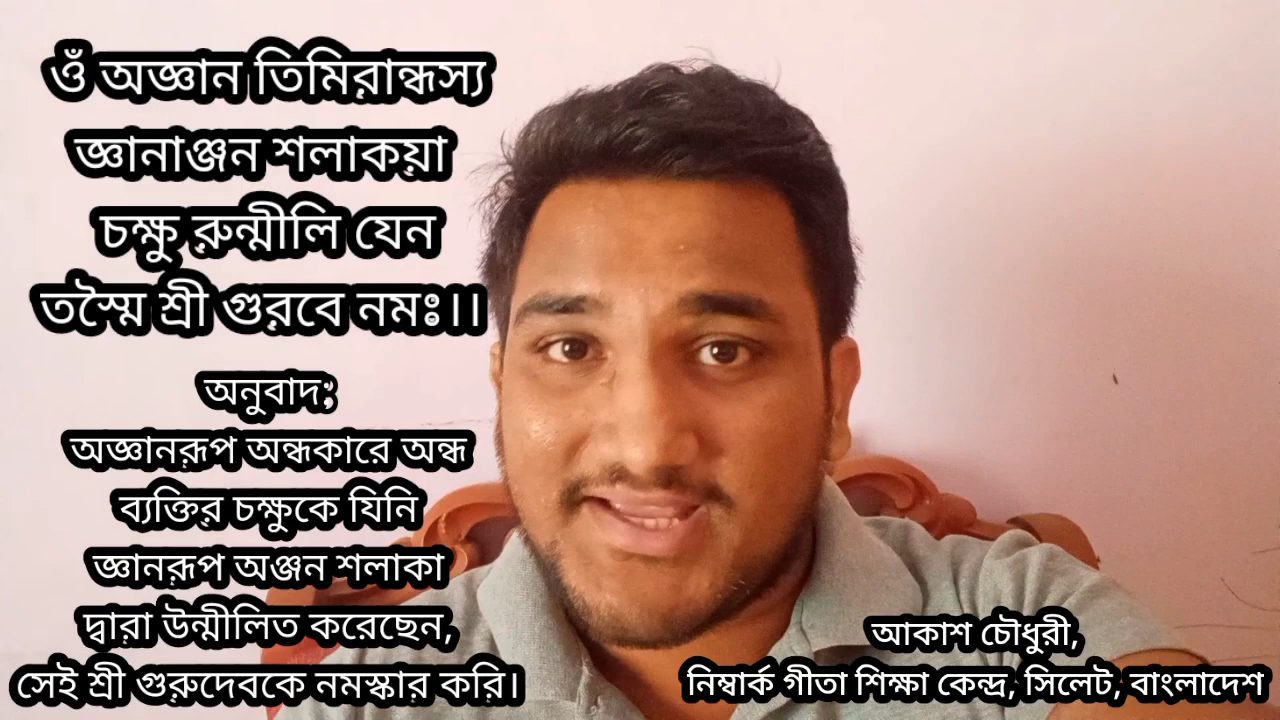 ওঁ অজ্ঞান তিমিরান্ধস্য
জ্ঞানাঞ্জন শলাকয়া
চক্ষু রুন্মীলি যেন
তস্মৈ শ্রী গুরবে নমঃ।।
অনুবাদ;
অজ্ঞানরূপ অন্ধকারে অন্ধ
ব্যক্তির চক্ষুকে যিনি
জ্ঞানরূপ অঞ্জন শলাকা
দ্বারা উন্মীলিত করেছেন,
সেই শ্রী গুরুদেবকে নমস্কার করি।
আকাশ চৌধুরী,
নিম্বার্ক গীতা শিক্ষা কেন্দ্র, সিলেট, বাংলাদেশ